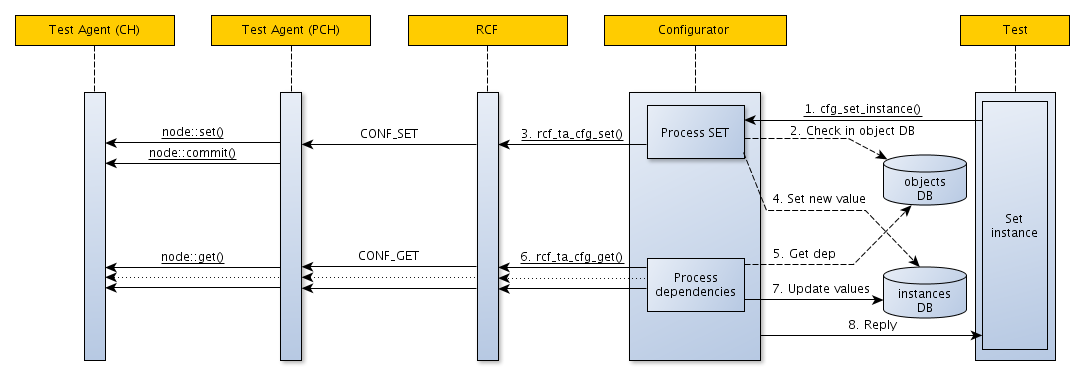 Test Agent (CH)
Test Agent (PCH)
RCF
Configurator
Test
1. cfg_set_instance()
Process SET
2. Check in object DB
node::set()
CONF_SET
3. rcf_ta_cfg_set()
node::commit()
objects
DB
4. Set new value
Set
instance
5. Get dep
node::get()
CONF_GET
6. rcf_ta_cfg_get()
Process
dependencies
7. Update values
instances
DB
8. Reply